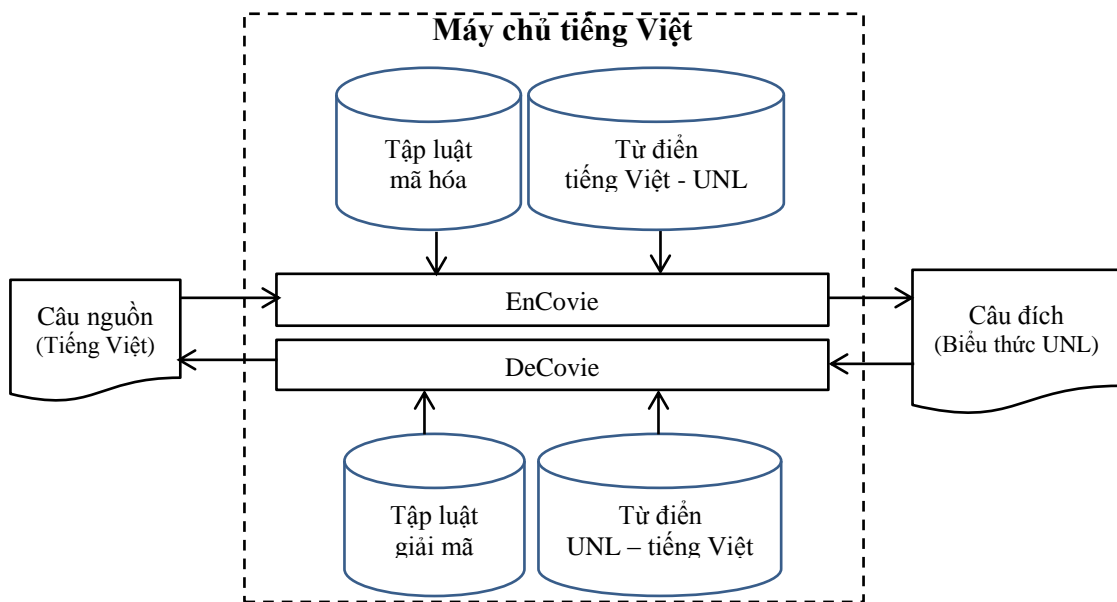 Máy chủ tiếng Việt
Tập luật
mã hóa
Từ điển
tiếng Việt - UNL
EnCovie
Câu nguồn
(Tiếng Việt)
Câu đích
(Biểu thức UNL)
DeCovie
Tập luật
giải mã
Từ điển
UNL – tiếng Việt